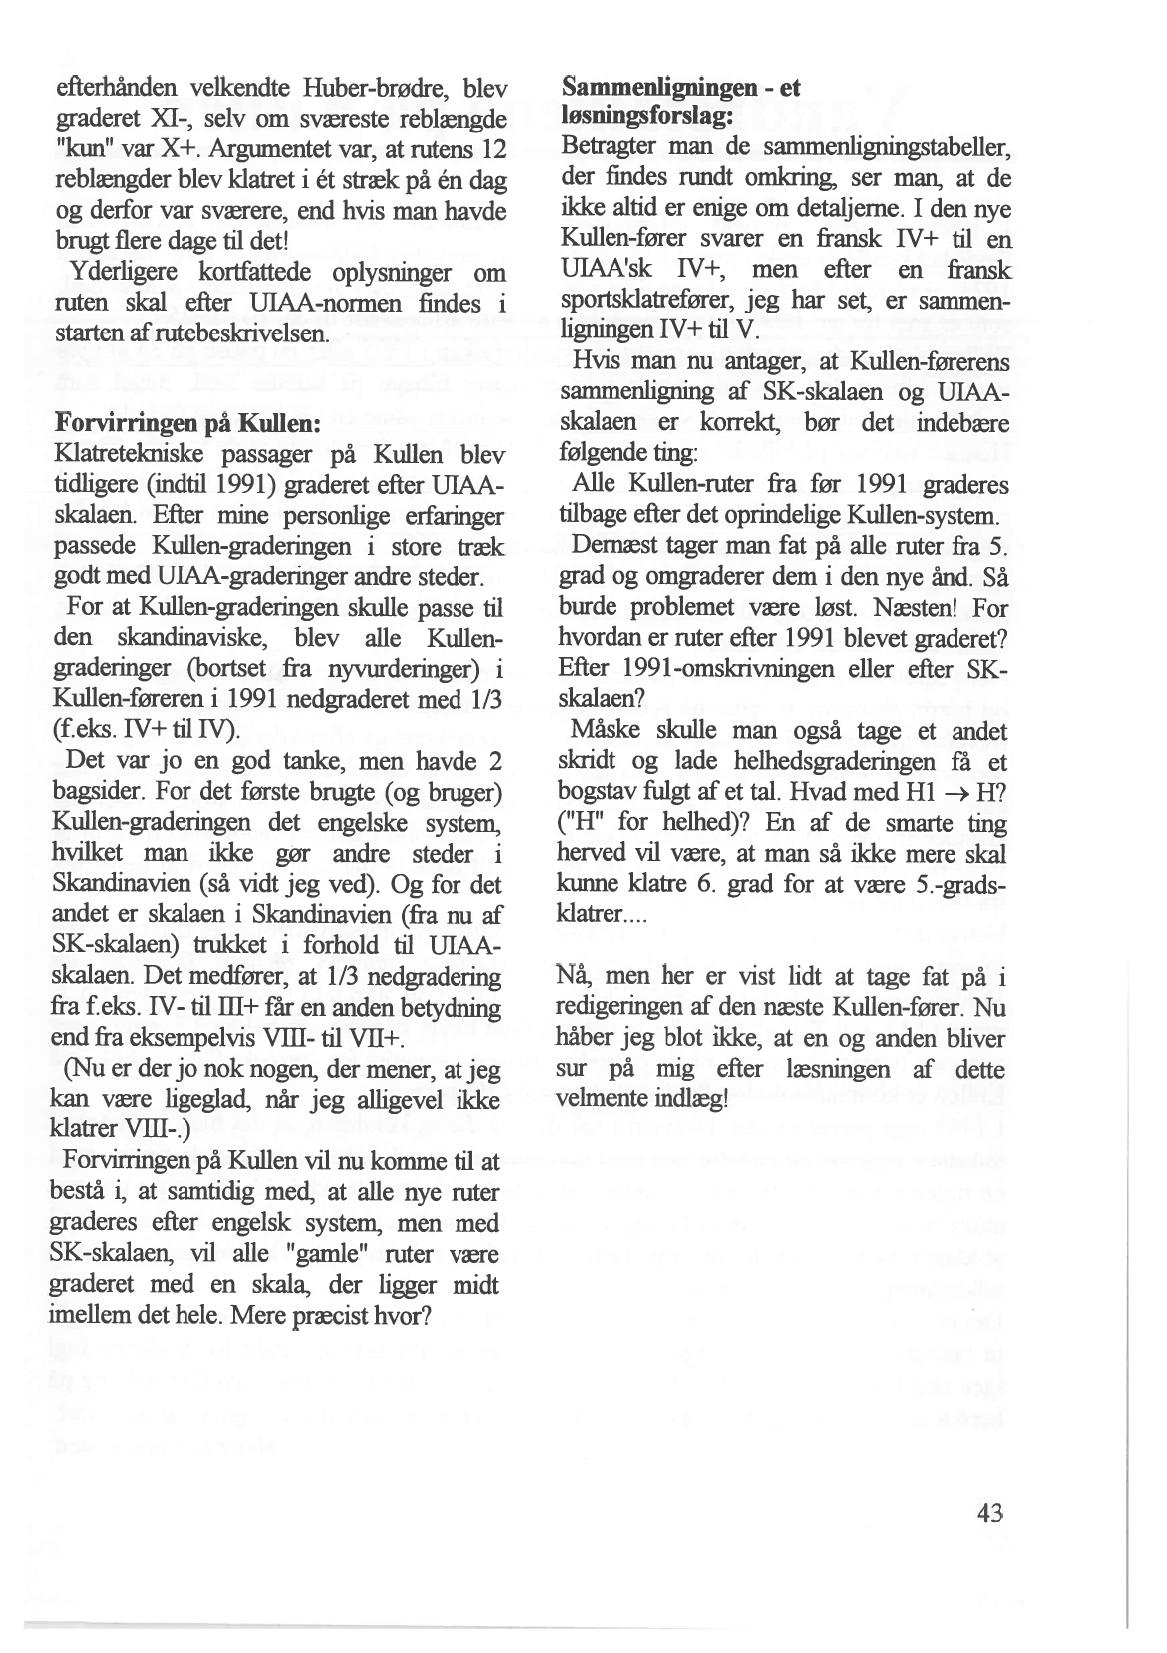 efterhånden velkendte Huber-brødre, blev
graderet XI-, selv om sværeste reblængde
"kun" var X+. Argumentet var, at rutens 12
reblængder blev klatret i ét stræk på én dag
og derfor var sværere, end hvis man havde
brugt flere dage til det!
Yderligere kortfattede oplysninger om
ruten skal efter UIAA-normen findes i
starten af rutebeskrivelsen.
Forvirringen på Kullen:
Klatretekniske passager på Kullen blev
tidligere (indtil 1991) graderet efter UIAA-
skalaen. Efter mine personlige erfaringer
passede Kullen-graderingen i store træk
godt med UIAA-graderinger andre steder.
For at Kullen-graderingen skulle passe til
den skandinaviske, blev alle Kullen-
graderinger (bortset fra nyvurderinger) i
Kullen-føreren i 1991 nedgraderet med 1/3
(f.eks. IV+ til IV).
Det var jo en god tanke, men havde 2
bagsider. For det første brugte (og bruger)
Kullen-graderingen det engelske system,
hvilket man ikke gør andre steder i
Skandinavien (så vidt jeg ved). Og for det
andet er skalaen i Skandinavien (fra nu af
SK-skalaen) trukket i forhold til UIAA-
skalaen. Det medfører, at 1/3 nedgradering
fra f.eks. IV- til III+ får en anden betydning
end fra eksempelvis VIII- til VII+.
(Nu er der jo nok nogen, der mener, at jeg
kan være ligeglad, når jeg alligevel ikke
klatrer VIII-.)
Forvirringen på Kullen vil nu komme til at
bestå i, at samtidig med, at alle nye ruter
graderes efter engelsk system, men med
SK-skalaen, vil alle "gamle" ruter være
graderet med en skala, der ligger midt
imellem det hele. Mere præcist hvor?
Sammenligningen - et
løsningsforslag:
Betragter man de sammenligningstabeller,
der findes rundt omkring, ser man, at de
ikke altid er enige om detaljerne. I den nye
Kullen-fører svarer en fransk IV+ til en
UIAA'sk IV+, men efter en fransk
sportsklatrefører, jeg har set, er sammen-
ligningen IV+ til V.
Hvis man nu antager, at Kullen-førerens
sammenligning af SK-skalaen og UIAA-
skalaen er korrekt, bør det indebære
følgende ting:
Alle Kullen-ruter fra før 1991 graderes
tilbage efter det oprindelige Kullen-system.
Dernæst tager man fat på alle ruter fra 5.
grad og omgraderer dem i den nye ånd. Så
burde problemet være løst. Næsten! For
hvordan er ruter efter 1991 blevet graderet?
Efter 1991-omskrivningen eller efter SK-
skalaen?
Måske skulle man også tage et andet
skridt og lade helhedsgraderingen få et
bogstav fulgt af et tal. Hvad med H1 → H?
("H" for helhed)? En af de smarte ting
herved vil være, at man så ikke mere skal
kunne klatre 6. grad for at være 5.-grads-
klatrer....
Nå, men her er vist lidt at tage fat på i
redigeringen af den næste Kullen-fører. Nu
håber jeg blot ikke, at en og anden bliver
sur på mig efter læsningen af dette
velmente indlæg!
43